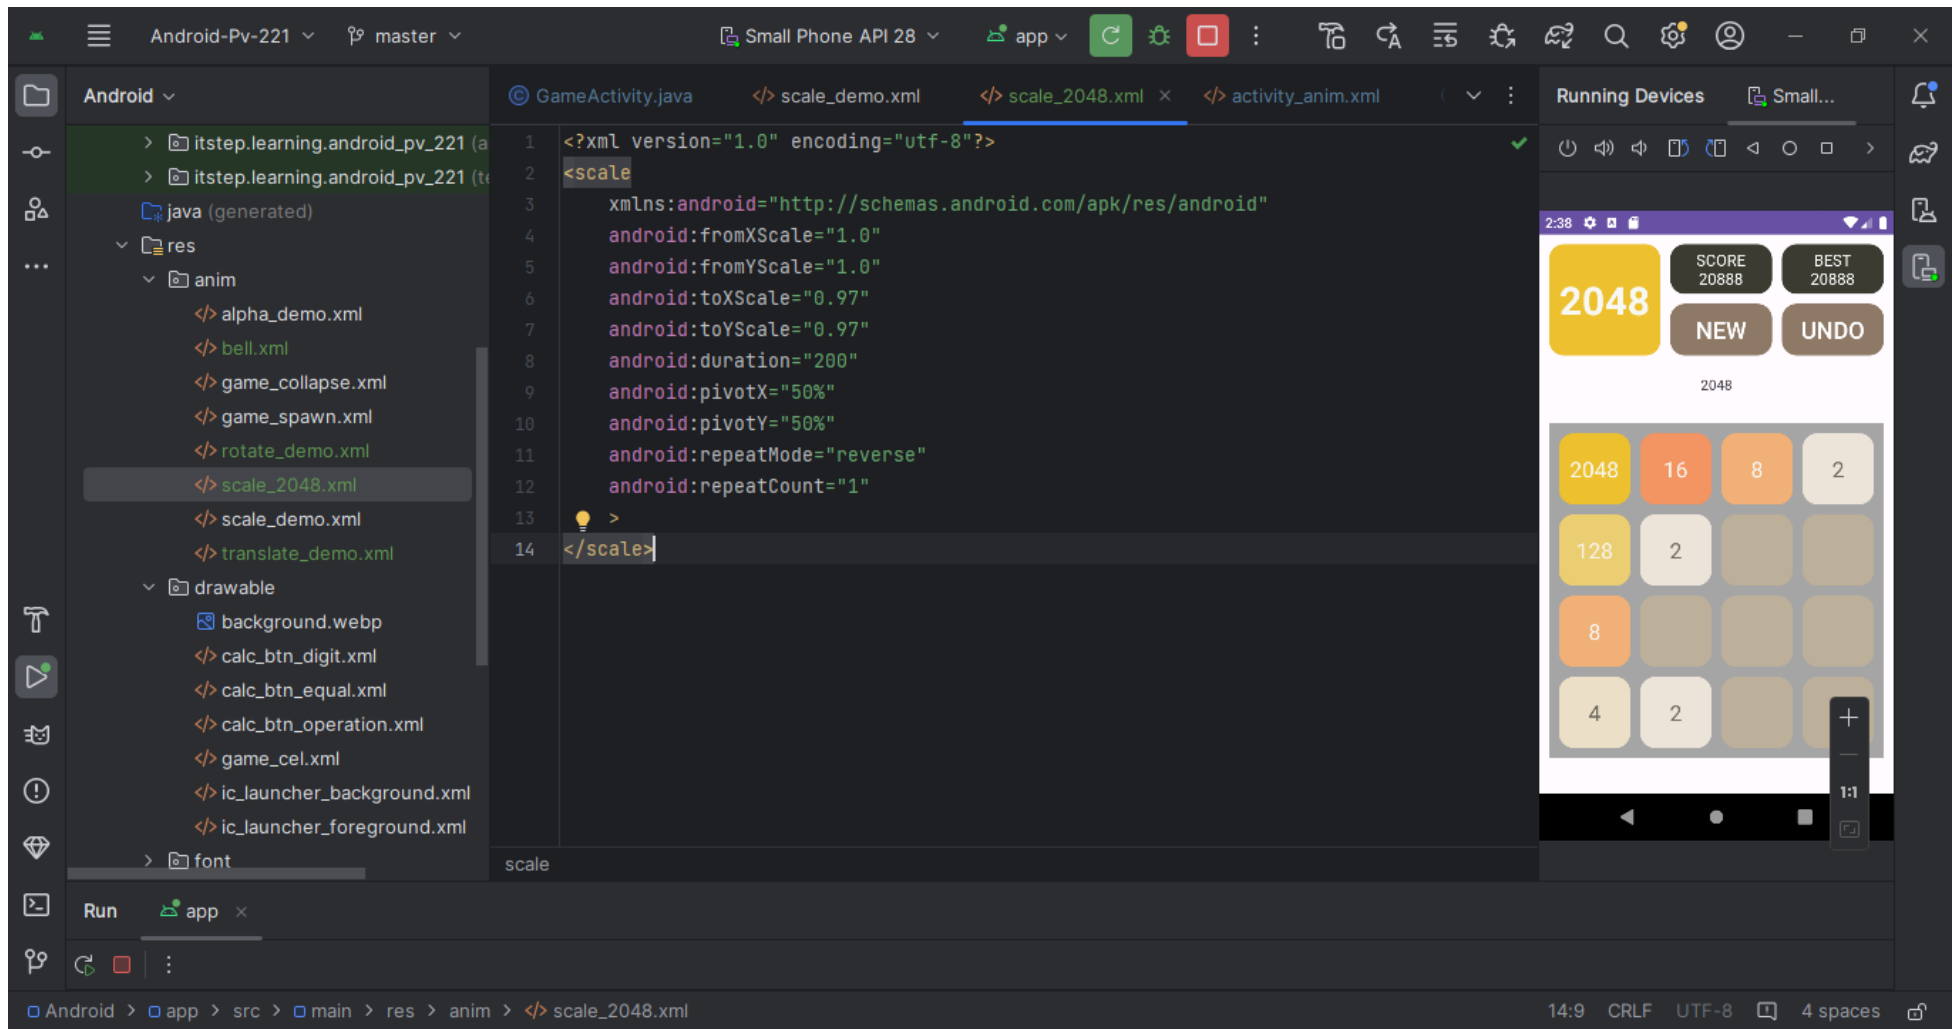 Android-Pv-221
master
Small Phone API 28
app
Android
GameActivity.java
scale_demo.xml
scale_2048.xml
activity_anim.xml
Running Devices
Small...
itstep.learning.android_pv_221 (a
itstep.learning.android_pv_221 (te
java (generated)
res
anim
alpha_demo.xml
bell.xml
game_collapse.xml
game_spawn.xml
rotate_demo.xml
scale_2048.xml
scale_demo.xml
translate_demo.xml
drawable
background.webp
calc_btn_digit.xml
calc_btn_equal.xml
calc_btn_operation.xml
game_cel.xml
ic_launcher_background.xml
ic_launcher_foreground.xml
font
1 <?xml version="1.0" encoding="utf-8"?>
2 <scale
3 xmlns:android="http://schemas.android.com/apk/res/android"
4 android:fromXScale="1.0"
5 android:fromYScale="1.0"
6 android:toXScale="0.97"
7 android:toYScale="0.97"
8 android:duration="200"
9 android:pivotX="50%"
10 android:pivotY="50%"
11 android:repeatMode="reverse"
12 android:repeatCount="1"
13 >
14 </scale>
scale
2:38
2048
SCORE
20888
BEST
20888
NEW
UNDO
2048
2048 16 8 2
128 2
8
4 2
1:1
Run
app
Android > app > src > main > res > anim > scale_2048.xml
14:9 CRLF UTF-8 4 spaces